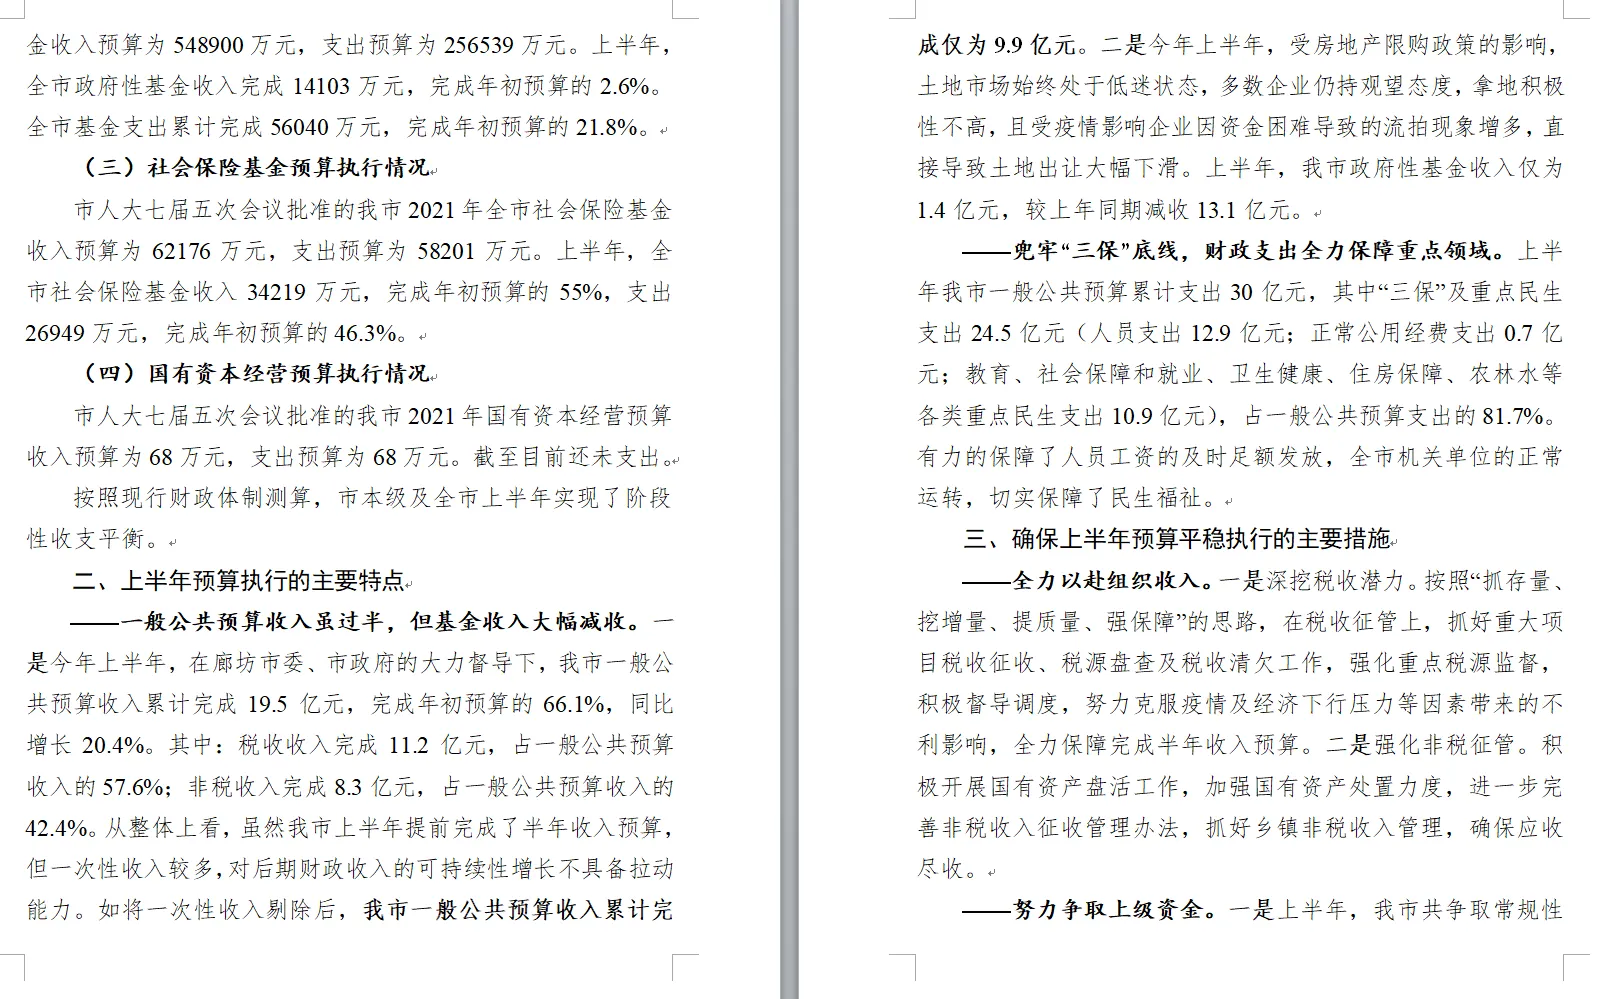 金收入预算为 548900 万元，支出预算为 256539 万元。上半年，
全市政府性基金收入完成 14103 万元，完成年初预算的 2.6%。
全市基金支出累计完成 56040 万元，完成年初预算的 21.8%。
（三）社会保险基金预算执行情况
市人大七届五次会议批准的我市 2021 年全市社会保险基金
收入预算为 62176 万元，支出预算为 58201 万元。上半年，全
市社会保险基金收入 34219 万元，完成年初预算的 55%，支出
26949 万元，完成年初预算的 46.3%。
（四）国有资本经营预算执行情况
市人大七届五次会议批准的我市 2021 年国有资本经营预算
收入预算为 68 万元，支出预算为 68 万元。截至目前还未支出。
按照现行财政体制测算，市本级及全市上半年实现了阶段
性收支平衡。
二、上半年预算执行的主要特点
——一般公共预算收入虽过半，但基金收入大幅减收。一
是今年上半年，在廊坊市委、市政府的大力督导下，我市一般公
共预算收入累计完成 19.5 亿元，完成年初预算的 66.1%，同比
增长 20.4%。其中：税收收入完成 11.2 亿元，占一般公共预算
收入的 57.6%；非税收入完成 8.3 亿元，占一般公共预算收入的
42.4%。从整体上看，虽然我市上半年提前完成了半年收入预算，
但一次性收入较多，对后期财政收入的可持续性增长不具备拉动
能力。如将一次性收入剔除后，我市一般公共预算收入累计完
成仅为 9.9 亿元。二是今年上半年，受房地产限购政策的影响，
土地市场始终处于低迷状态，多数企业仍持观望态度，拿地积极
性不高，且受疫情影响企业因资金困难导致的流拍现象增多，直
接导致土地出让大幅下滑。上半年，我市政府性基金收入仅为
1.4 亿元，较上年同期减收 13.1 亿元。
——兜牢“三保”底线，财政支出全力保障重点领域。上半
年我市一般公共预算累计支出 30 亿元，其中“三保”及重点民生
支出 24.5 亿元（人员支出 12.9 亿元；正常公用经费支出 0.7 亿
元；教育、社会保障和就业、卫生健康、住房保障、农林水等
各类重点民生支出 10.9 亿元），占一般公共预算支出的 81.7%。
有力的保障了人员工资的及时足额发放，全市机关单位的正常
运转，切实保障了民生福祉。
三、确保上半年预算平稳执行的主要措施
——全力以赴组织收入。一是深挖税收潜力。按照“抓存量、
挖增量、提质量、强保障”的思路，在税收征管上，抓好重大项
目税收征收、税源盘查及税收清欠工作，强化重点税源监督，
积极督导调度，努力克服疫情及经济下行压力等因素带来的不
利影响，全力保障完成半年收入预算。二是强化非税征管。积
极开展国有资产盘活工作，加强国有资产处置力度，进一步完
善非税收入征收管理办法，抓好乡镇非税收入管理，确保应收
尽收。
——努力争取上级资金。一是上半年，我市共争取常规性